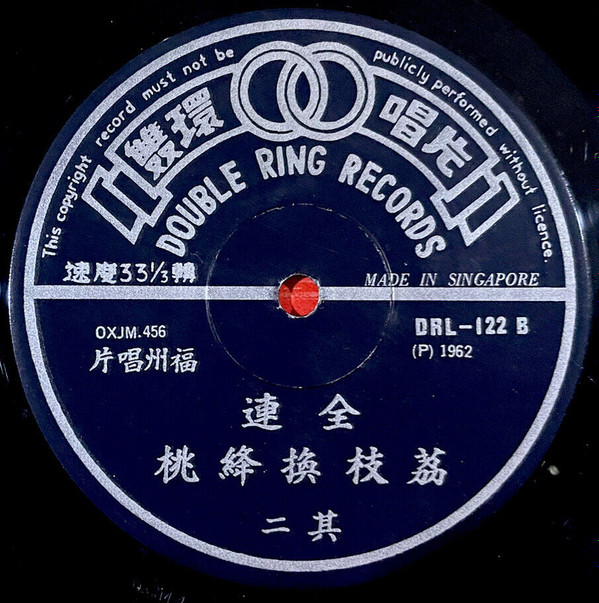 This copyright record must not be publicly performed without licence.
雙環唱片
DOUBLE RING RECORDS
速度33⅓轉
MADE IN SINGAPORE
OXJM.456
福州唱片
DRL-122 B
(P) 1962
全連
荔枝換絳桃
其二